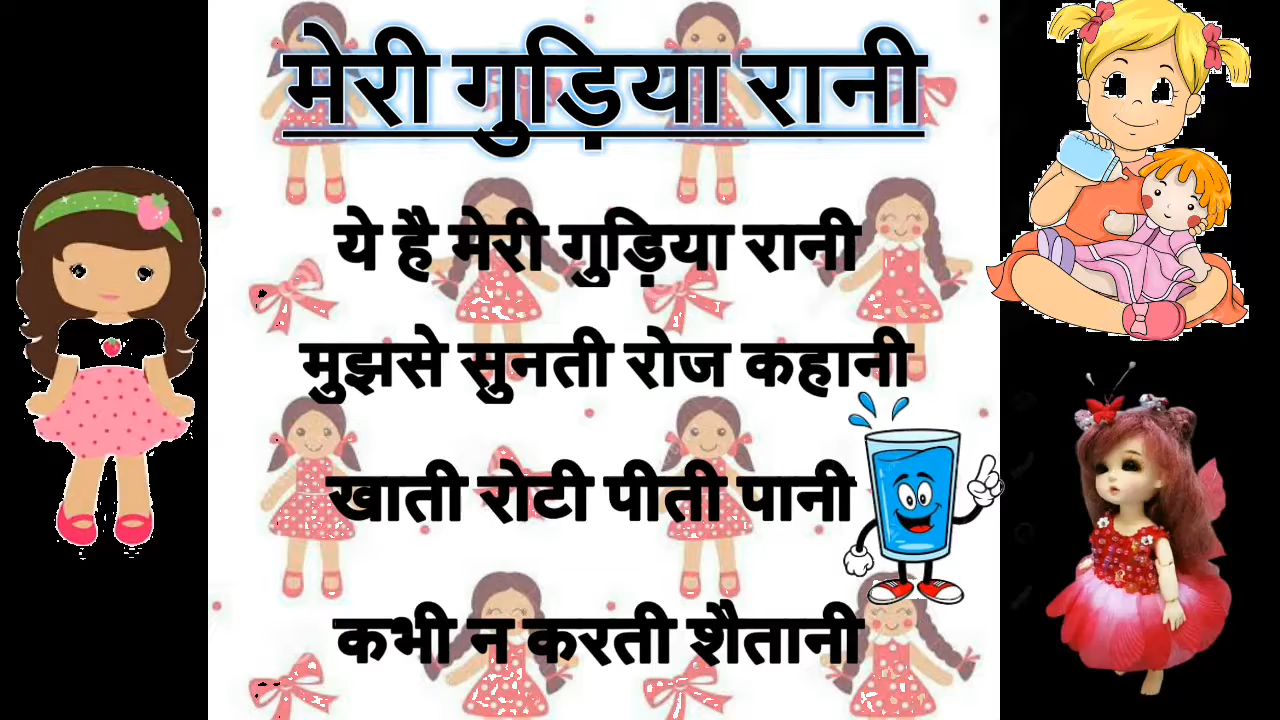 मेरी गुड़िया रानी
ये है मेरी गुड़िया रानी
मुझसे सुनती रोज कहानी
खाती रोटी पीती पानी
कभी न करती शैतानी